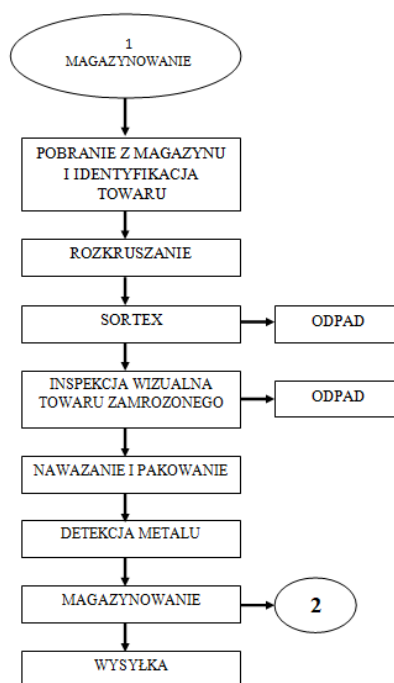 1
MAGAZYNOWANIE
POBRANIE Z MAGAZYNU
I IDENTYFIKACJA
TOWARU
ROZKRUSZANIE
SORTEX
ODPAD
INSPEKCJA WIZUALNA
TOWARU ZAMROZONEGO
ODPAD
NAWAZANIE I PAKOWANIE
DETEKCJA METALU
MAGAZYNOWANIE
2
WYSYŁKA